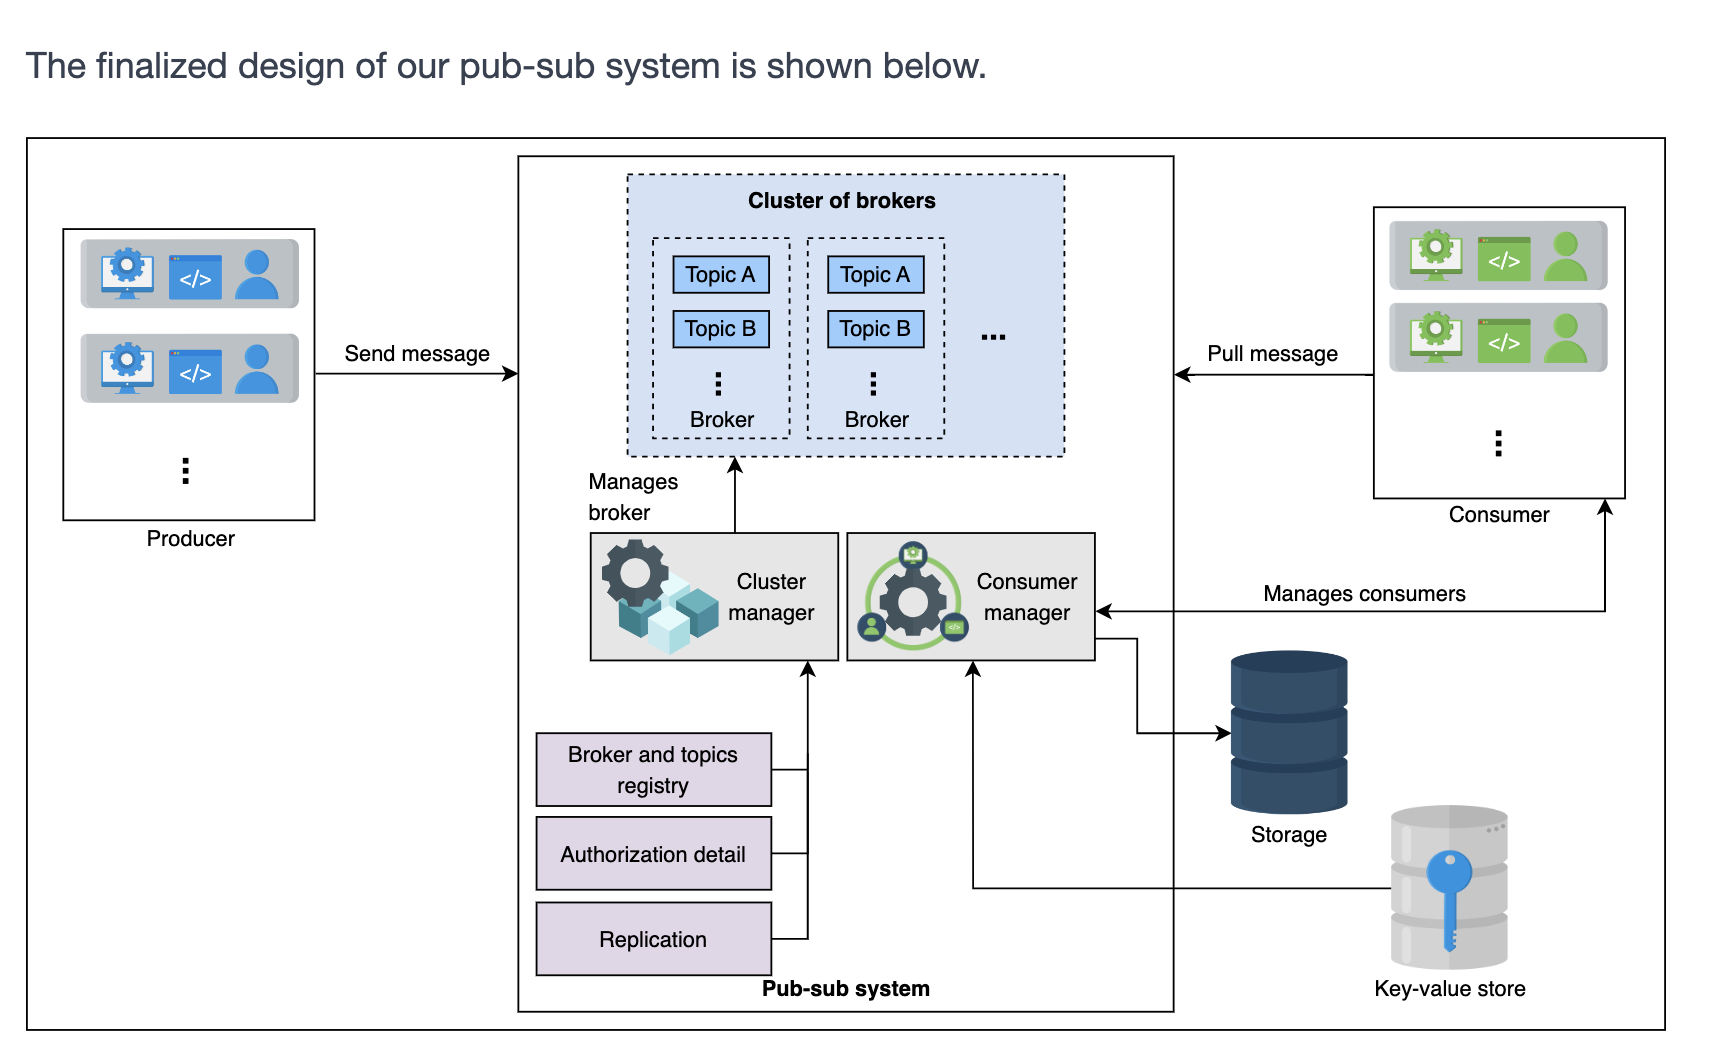 The finalized design of our pub-sub system is shown below.
Cluster of brokers
Topic A
Topic A
</>
</>
Topic B
Topic B
...
</>
</>
Send message
Pull message
Broker
Broker
Manages
broker
Producer
Consumer
Cluster
manager
</>
Consumer
manager
Manages consumers
Broker and topics
registry
Storage
Authorization detail
Replication
Pub-sub system
Key-value store